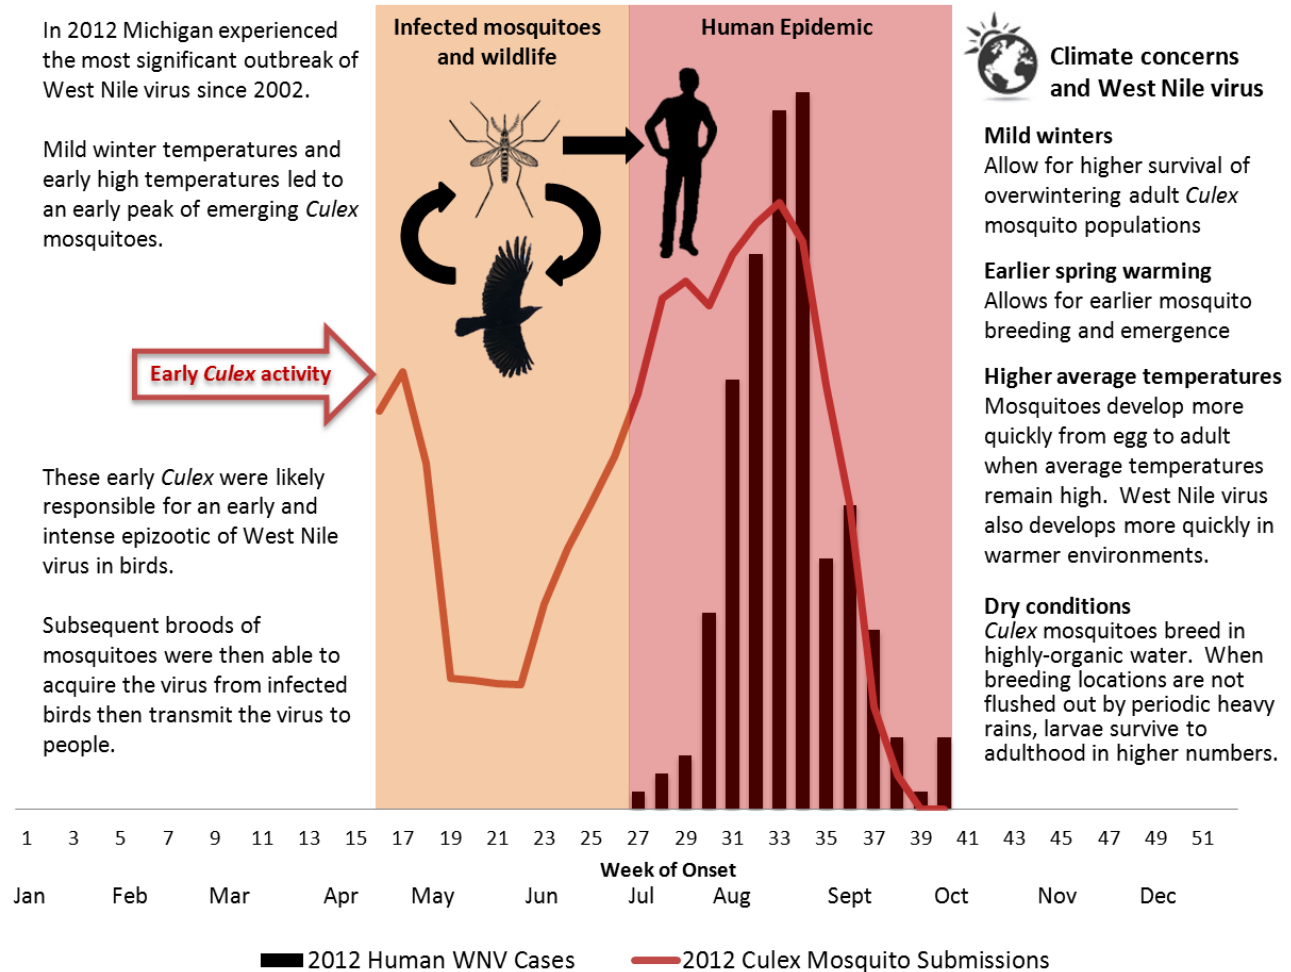 In 2012 Michigan experienced
the most significant outbreak of
West Nile virus since 2002.
Mild winter temperatures and
early high temperatures led to
an early peak of emerging Culex
mosquitoes.
Early Culex activity
These early Culex were likely
responsible for an early and
intense epizootic of West Nile
virus in birds.
Subsequent broods of
mosquitoes were then able to
acquire the virus from infected
birds then transmit the virus to
people.
Infected mosquitoes
and wildlife
Human Epidemic
Climate concerns
and West Nile virus
Mild winters
Allow for higher survival of
overwintering adult Culex
mosquito populations
Earlier spring warming
Allows for earlier mosquito
breeding and emergence
Higher average temperatures
Mosquitoes develop more
quickly from egg to adult
when average temperatures
remain high.  West Nile virus
also develops more quickly in
warmer environments.
Dry conditions
Culex mosquitoes breed in
highly-organic water.  When
breeding locations are not
flushed out by periodic heavy
rains, larvae survive to
adulthood in higher numbers.
1 3 5 7 9 11 13 15 17 19 21 23 25 27 29 31 33 35 37 39 41 43 45 47 49 51
Week of Onset
Jan Feb Mar Apr May Jun Jul Aug Sept Oct Nov Dec
2012 Human WNV Cases 2012 Culex Mosquito Submissions